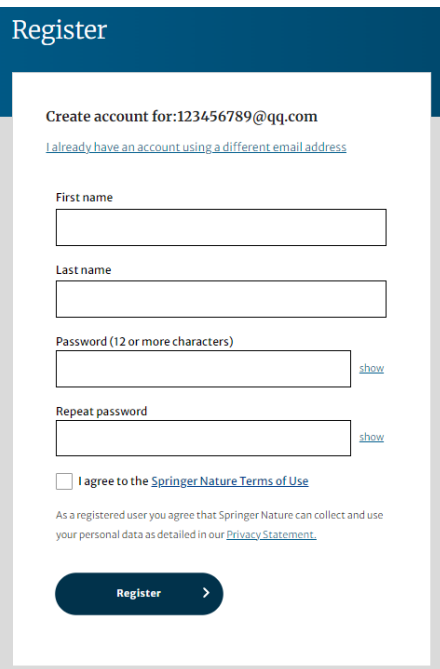 Register
Create account for:123456789@qq.com
I already have an account using a different email address
First name
Last name
Password (12 or more characters)
show
Repeat password
show
I agree to the Springer Nature Terms of Use
As a registered user you agree that Springer Nature can collect and use
your personal data as detailed in our Privacy Statement.
Register